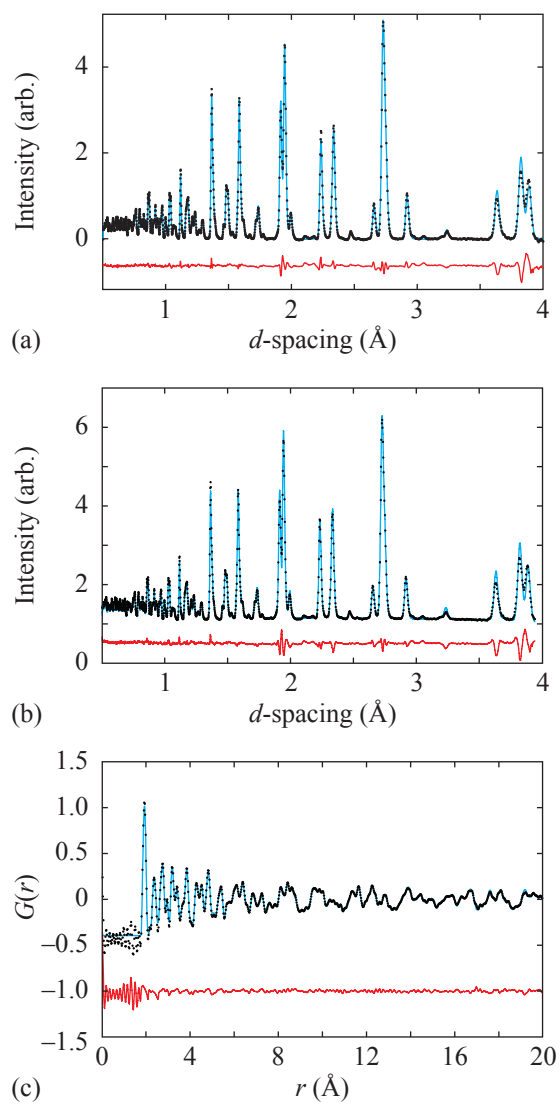 4
2
0
Intensity (arb.)
1 2 3 4
(a) d-spacing (Å)
6
4
2
0
Intensity (arb.)
1 2 3 4
(b) d-spacing (Å)
1.5
1.0
0.5
0
−0.5
−1.0
−1.5
G(r)
0 4 8 12 16 20
(c) r (Å)